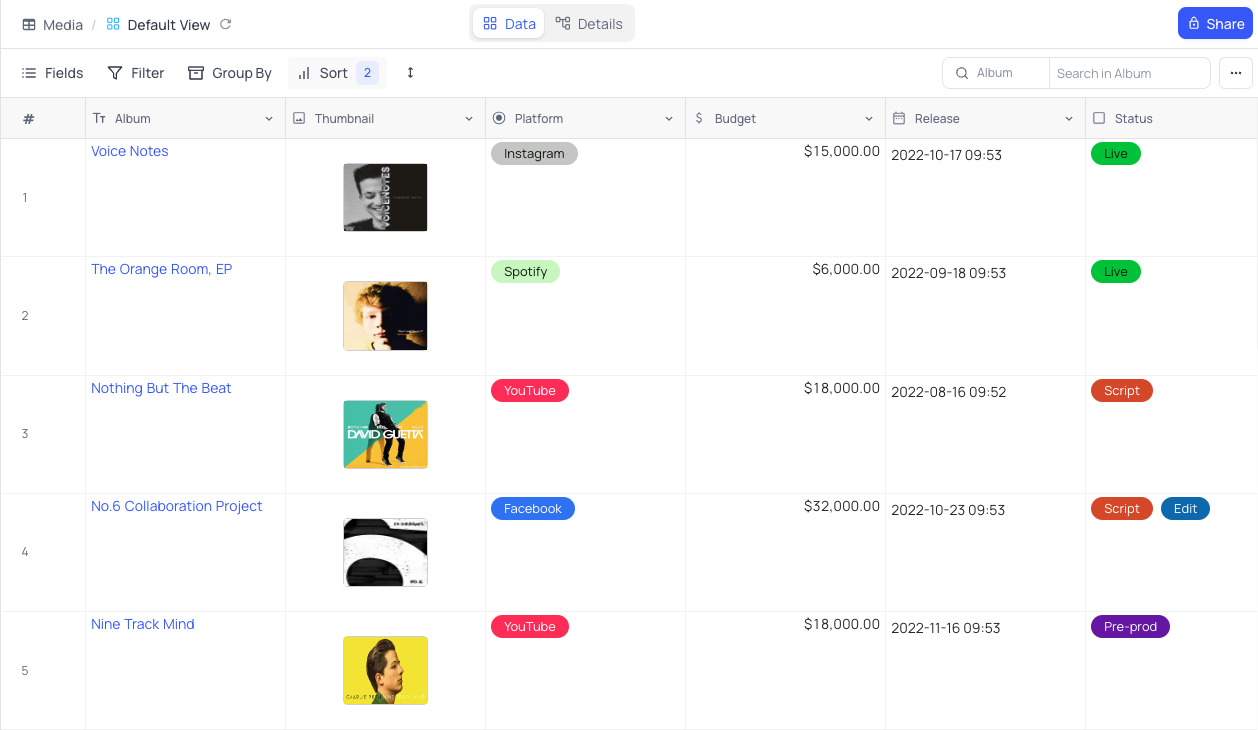 Media / Default View
Data Details
Share
Fields Filter Group By Sort 2
Album Search in Album
# Album Thumbnail Platform $ Budget Release Status
1 Voice Notes VOICENOTES Instagram $15,000.00 2022-10-17 09:53 Live
2 The Orange Room, EP Spotify $6,000.00 2022-09-18 09:53 Live
3 Nothing But The Beat DAVID GUETTA YouTube $18,000.00 2022-08-16 09:52 Script
4 No.6 Collaboration Project NO.6 Facebook $32,000.00 2022-10-23 09:53 Script Edit
5 Nine Track Mind YouTube $18,000.00 2022-11-16 09:53 Pre-prod